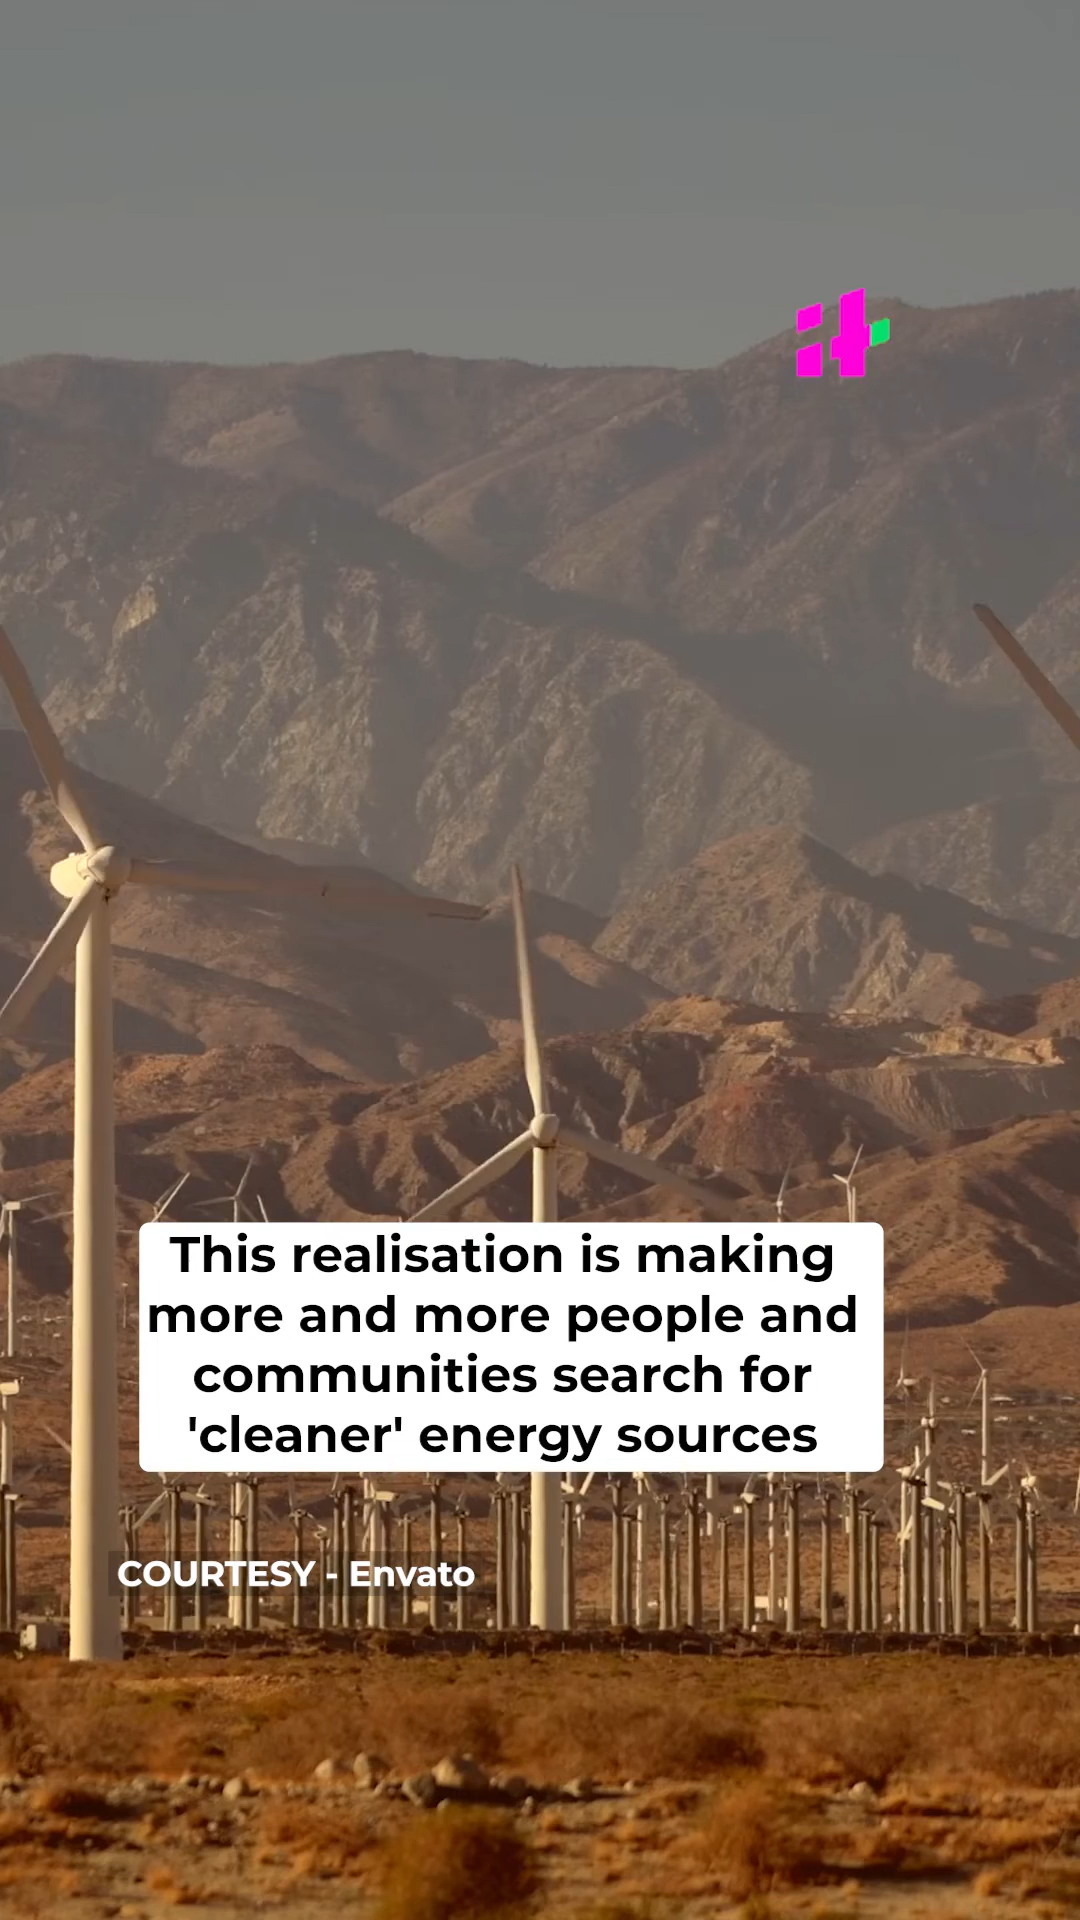 This realisation is making
more and more people and
communities search for
'cleaner' energy sources
COURTESY - Envato